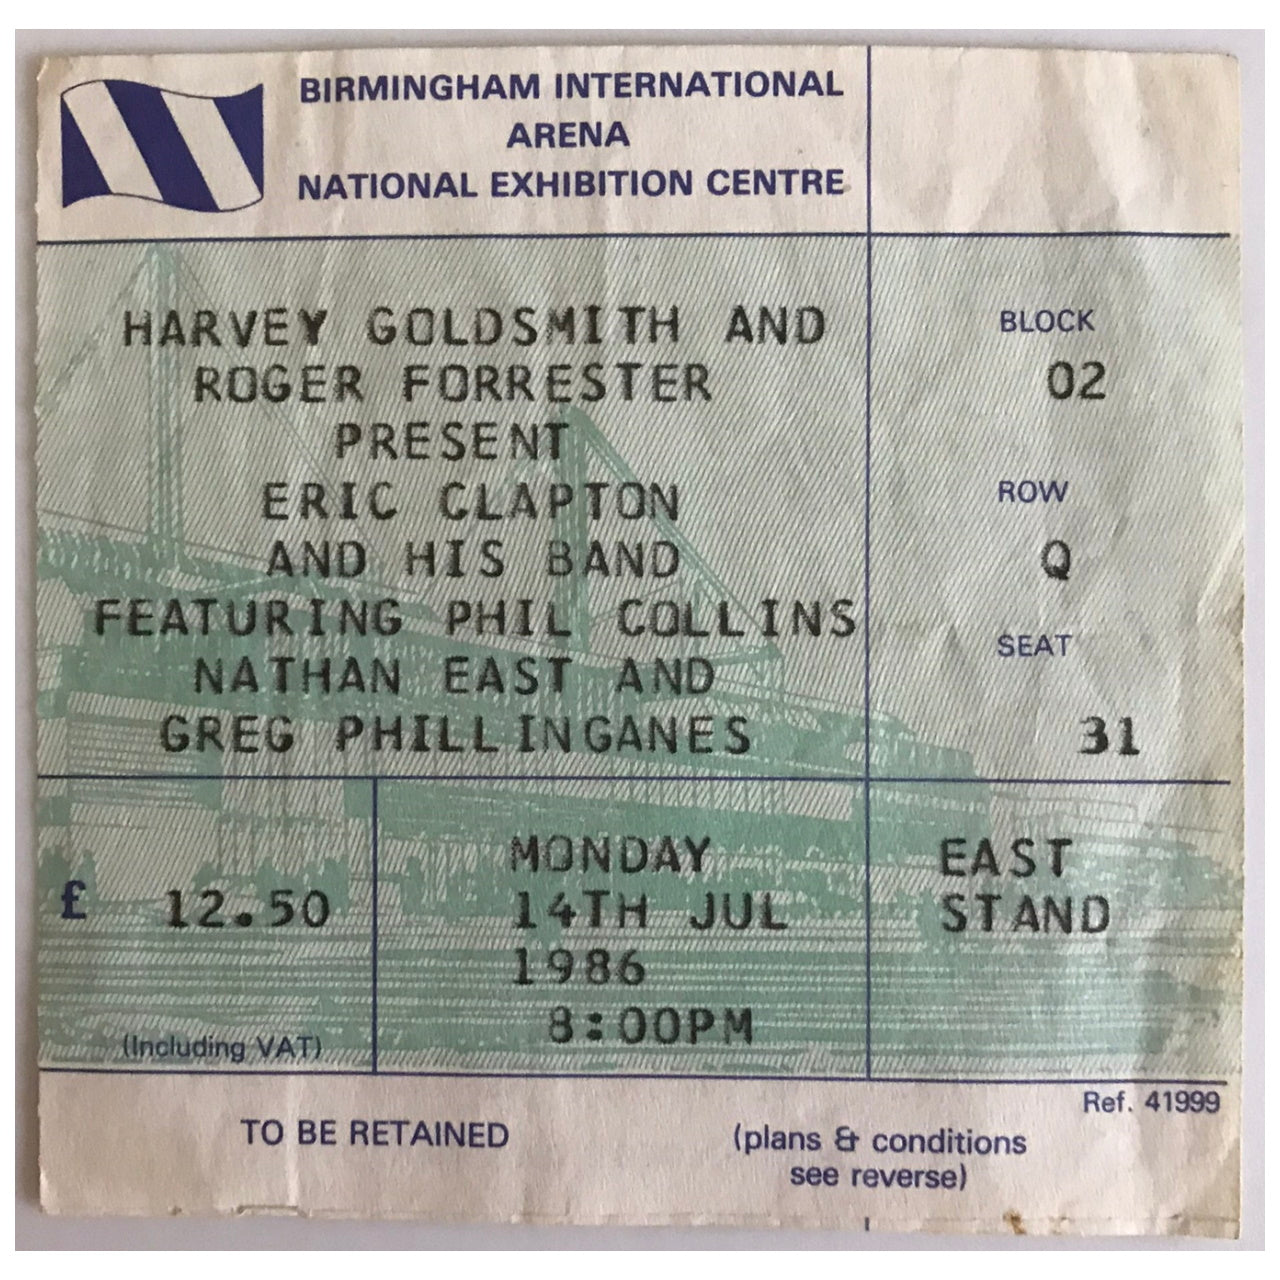 BIRMINGHAM INTERNATIONAL
ARENA
NATIONAL EXHIBITION CENTRE
HARVEY GOLDSMITH AND
ROGER FORRESTER
PRESENT
ERIC CLAPTON
AND HIS BAND
FEATURING PHIL COLLINS
NATHAN EAST AND
GREG PHILLINGANES
BLOCK
02
ROW
Q
SEAT
31
£ 12.50
(Including VAT)
MONDAY
14TH JUL
1986
8:00PM
EAST
STAND
Ref. 41999
TO BE RETAINED
(plans & conditions
see reverse)